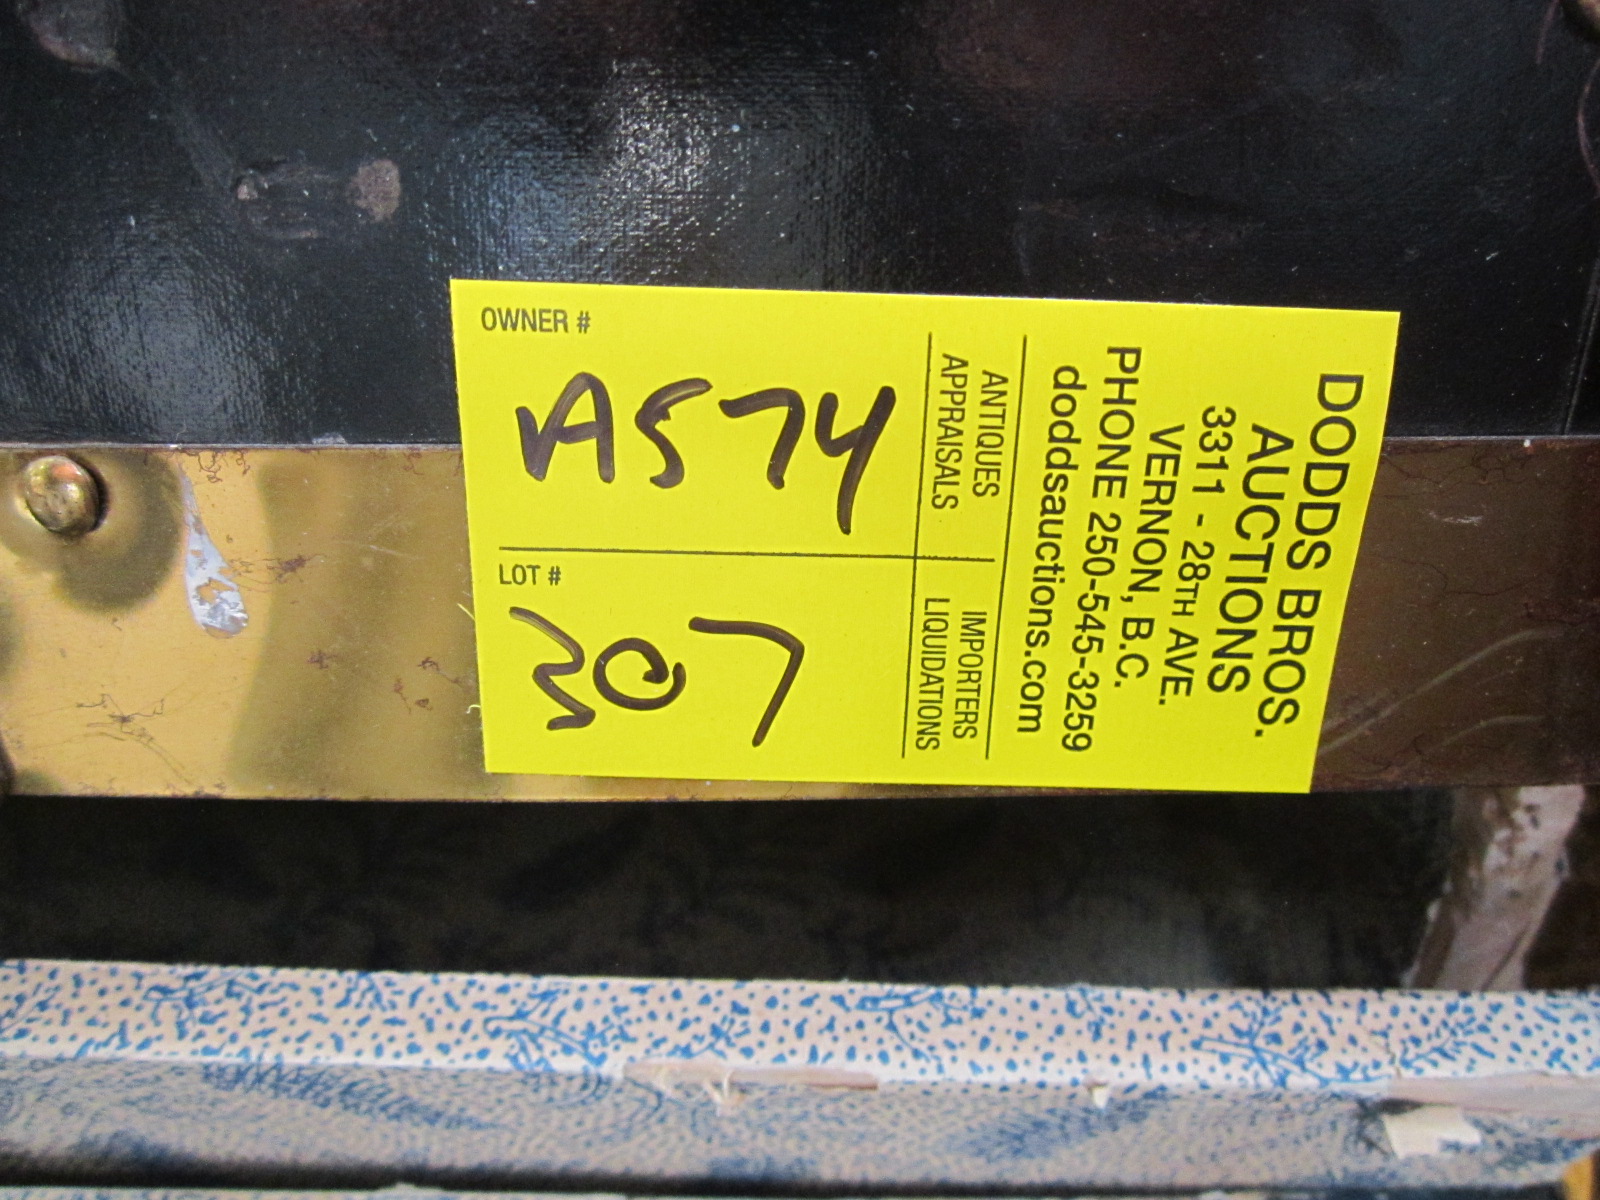 DODDS BROS.
AUCTIONS
3311 - 28TH AVE.
VERNON, B.C.
PHONE 250-545-3259
doddsauctions.com
ANTIQUES
APPRAISALS
IMPORTERS
LIQUIDATIONS
OWNER #
A574
LOT #
307